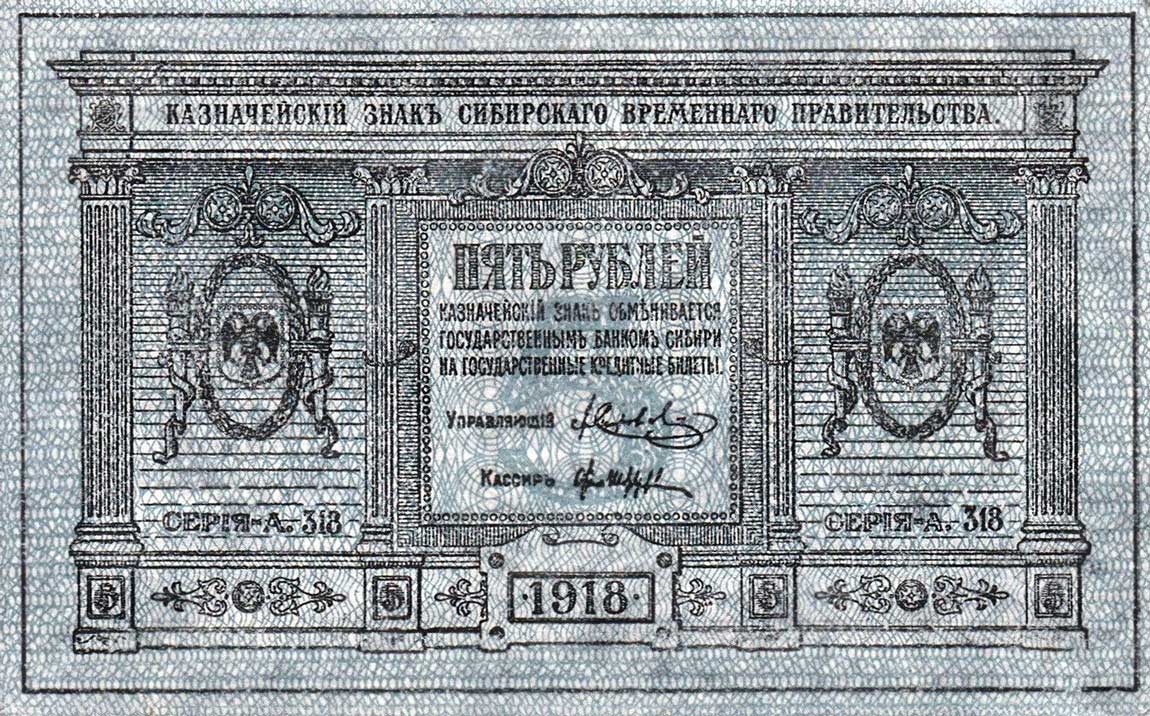 КАЗНАЧЕЙСКІЙ ЗНАКЪ СИБИРСКАГО ВРЕМЕННАГО ПРАВИТЕЛЬСТВА.
ПЯТЬ РУБЛЕЙ
КАЗНАЧЕЙСКІЙ ЗНАКЪ ОБМѢНИВАЕТСЯ
ГОСУДАРСТВЕННЫМЪ БАНКОМЪ СИБИРИ
НА ГОСУДАРСТВЕННЫЕ КРЕДИТНЫЕ БИЛЕТЫ.
УПРАВЛЯЮЩІЙ
КАССИРЪ
СЕРІЯ-А. 318
СЕРІЯ-А. 318
5 5 5 5
·1918·